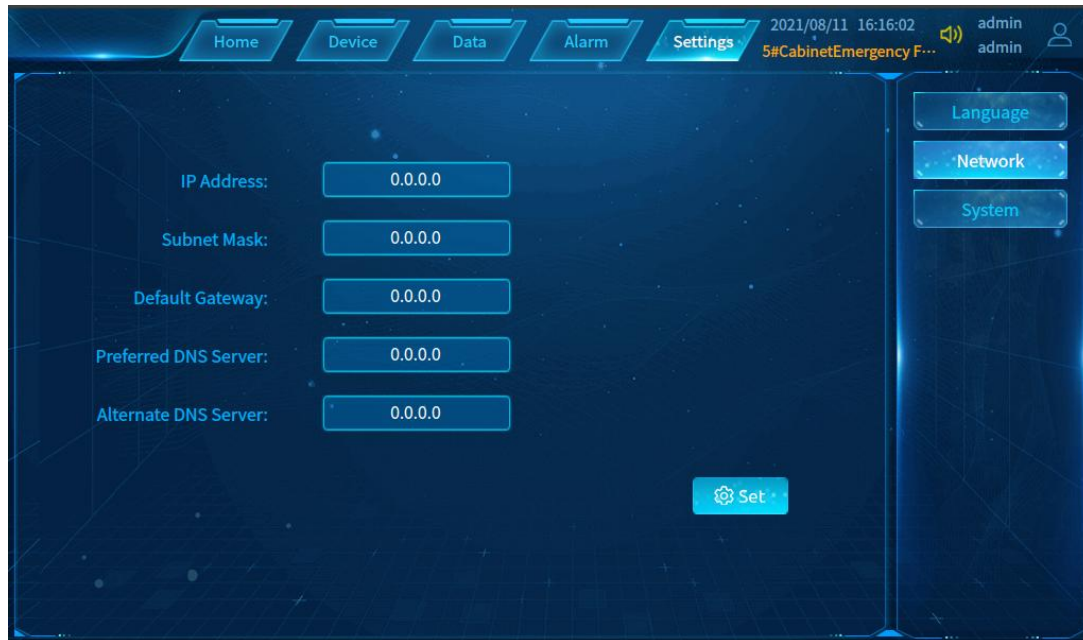 Home Device Data Alarm Settings 2021/08/11 16:16:02 admin
5#CabinetEmergency F··· admin
Language
Network
System
IP Address: 0.0.0.0
Subnet Mask: 0.0.0.0
Default Gateway: 0.0.0.0
Preferred DNS Server: 0.0.0.0
Alternate DNS Server: 0.0.0.0
Set